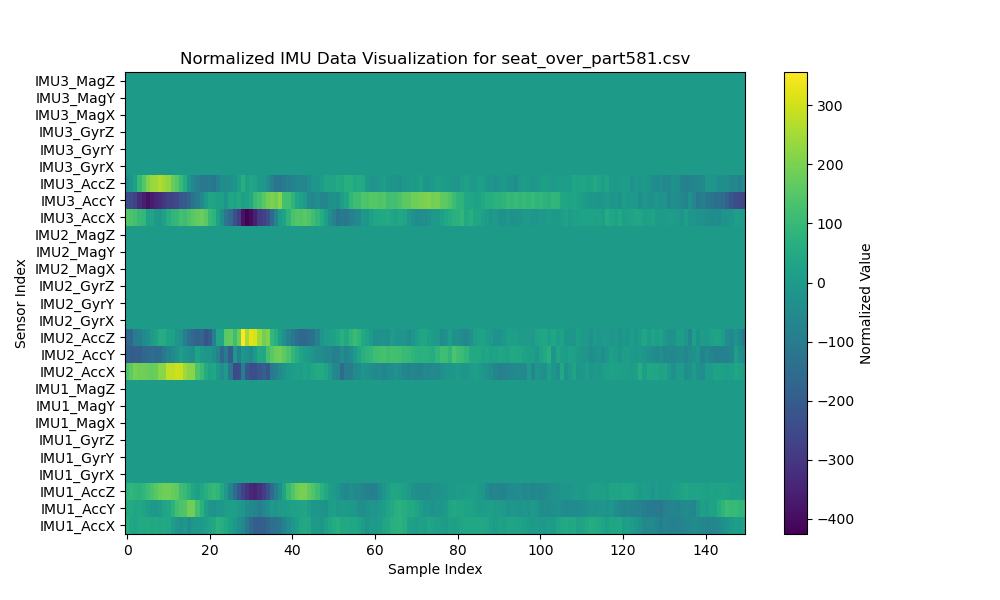 Normalized IMU Data Visualization for seat_over_part581.csv
Sensor Index
IMU3_MagZ
IMU3_MagY
IMU3_MagX
IMU3_GyrZ
IMU3_GyrY
IMU3_GyrX
IMU3_AccZ
IMU3_AccY
IMU3_AccX
IMU2_MagZ
IMU2_MagY
IMU2_MagX
IMU2_GyrZ
IMU2_GyrY
IMU2_GyrX
IMU2_AccZ
IMU2_AccY
IMU2_AccX
IMU1_MagZ
IMU1_MagY
IMU1_MagX
IMU1_GyrZ
IMU1_GyrY
IMU1_GyrX
IMU1_AccZ
IMU1_AccY
IMU1_AccX
0 20 40 60 80 100 120 140
Sample Index
300
200
100
0
−100
−200
−300
−400
Normalized Value